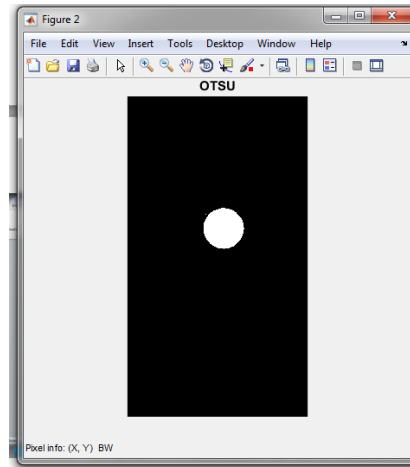 Figure 2
File Edit View Insert Tools Desktop Window Help
OTSU
Pixel info: (X, Y) BW